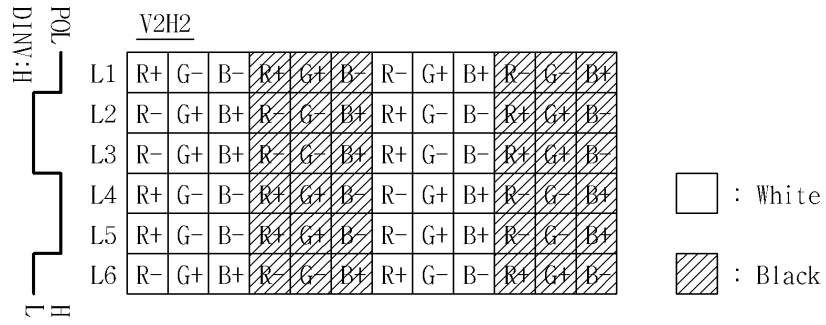 V2H2
POL
DINV:H
L1 R+ G− B− R+ G+ B− R− G+ B+ R− G− B+
L2 R− G+ B+ R− G− B+ R+ G− B− R+ G+ B−
L3 R− G+ B+ R− G− B+ R+ G− B− R+ G+ B−
L4 R+ G− B− R+ G+ B− R− G+ B+ R− G− B+
L5 R+ G− B− R+ G+ B− R− G+ B+ R− G− B+
L6 R− G+ B+ R− G− B+ R+ G− B− R+ G+ B−
H
L
: White
: Black